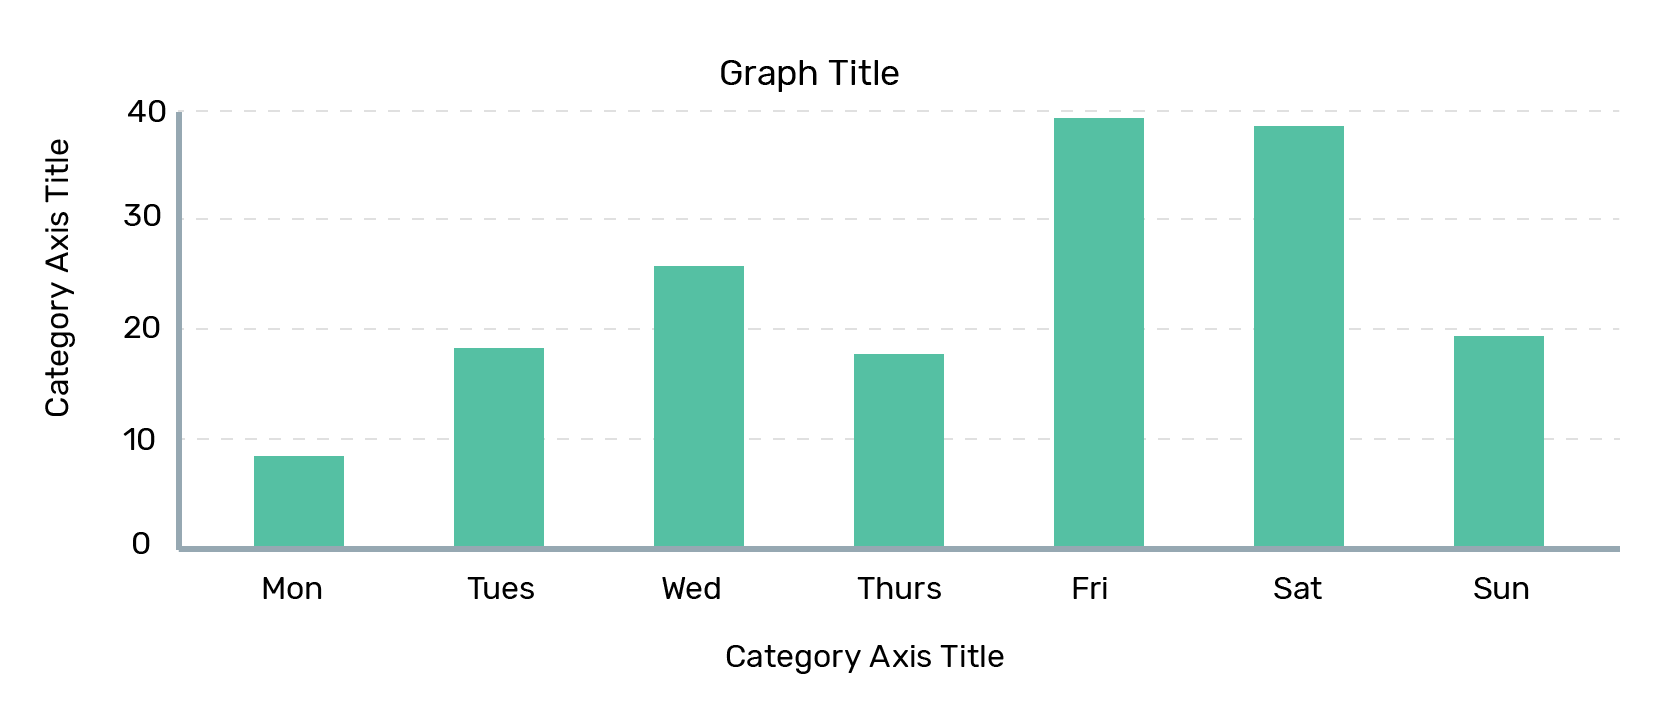 Graph Title
40
30
20
10
0
Category Axis Title
Mon Tues Wed Thurs Fri Sat Sun
Category Axis Title